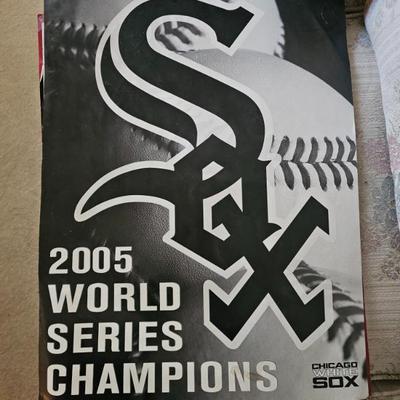 Sox
2005
WORLD
SERIES
CHAMPIONS
CHICAGO
WHITE
SOX